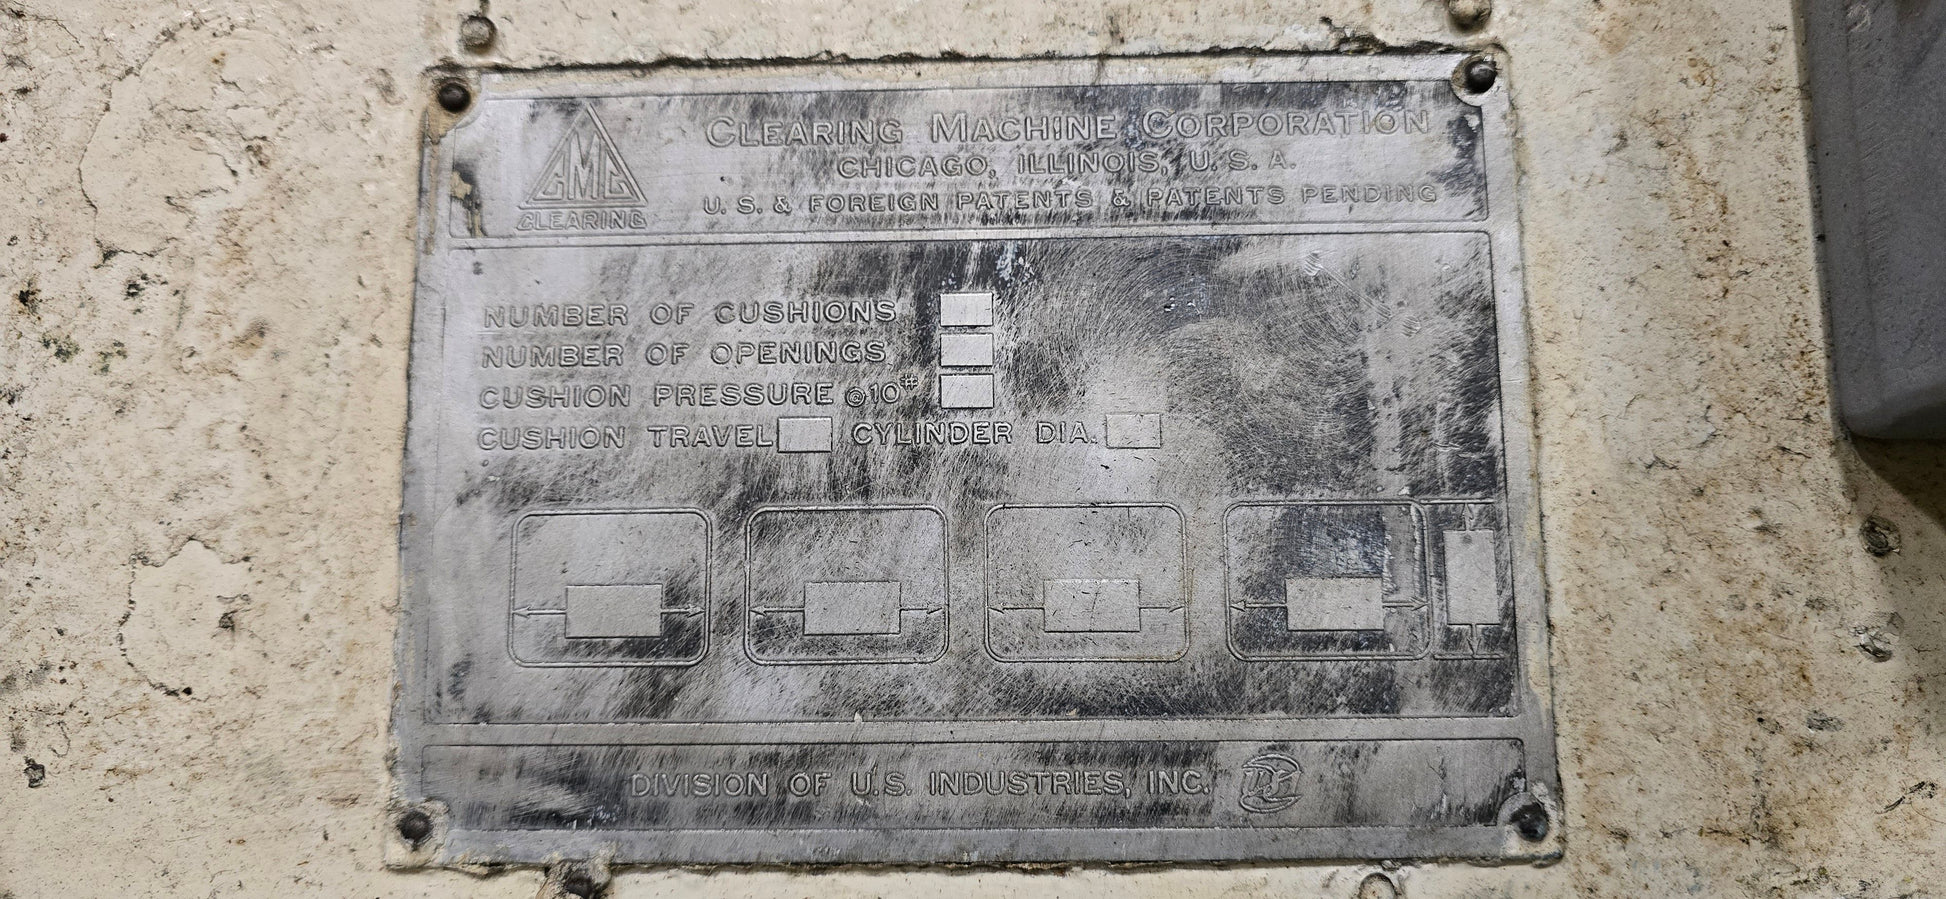 CMC
CLEARING
CLEARING MACHINE CORPORATION
CHICAGO, ILLINOIS, U. S. A.
U. S. & FOREIGN PATENTS & PATENTS PENDING
NUMBER OF CUSHIONS
NUMBER OF OPENINGS
CUSHION PRESSURE @10#
CUSHION TRAVEL CYLINDER DIA.
DIVISION OF U.S. INDUSTRIES, INC.